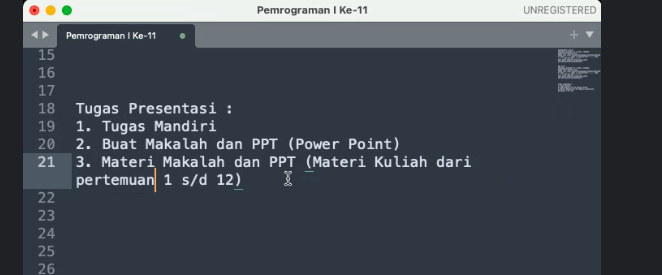 Pemrograman I Ke-11
UNREGISTERED
Pemrograman I Ke-11
15
16
17
18 Tugas Presentasi :
19 1. Tugas Mandiri
20 2. Buat Makalah dan PPT (Power Point)
21 3. Materi Makalah dan PPT (Materi Kuliah dari
pertemuan 1 s/d 12)
22
23
24
25
26